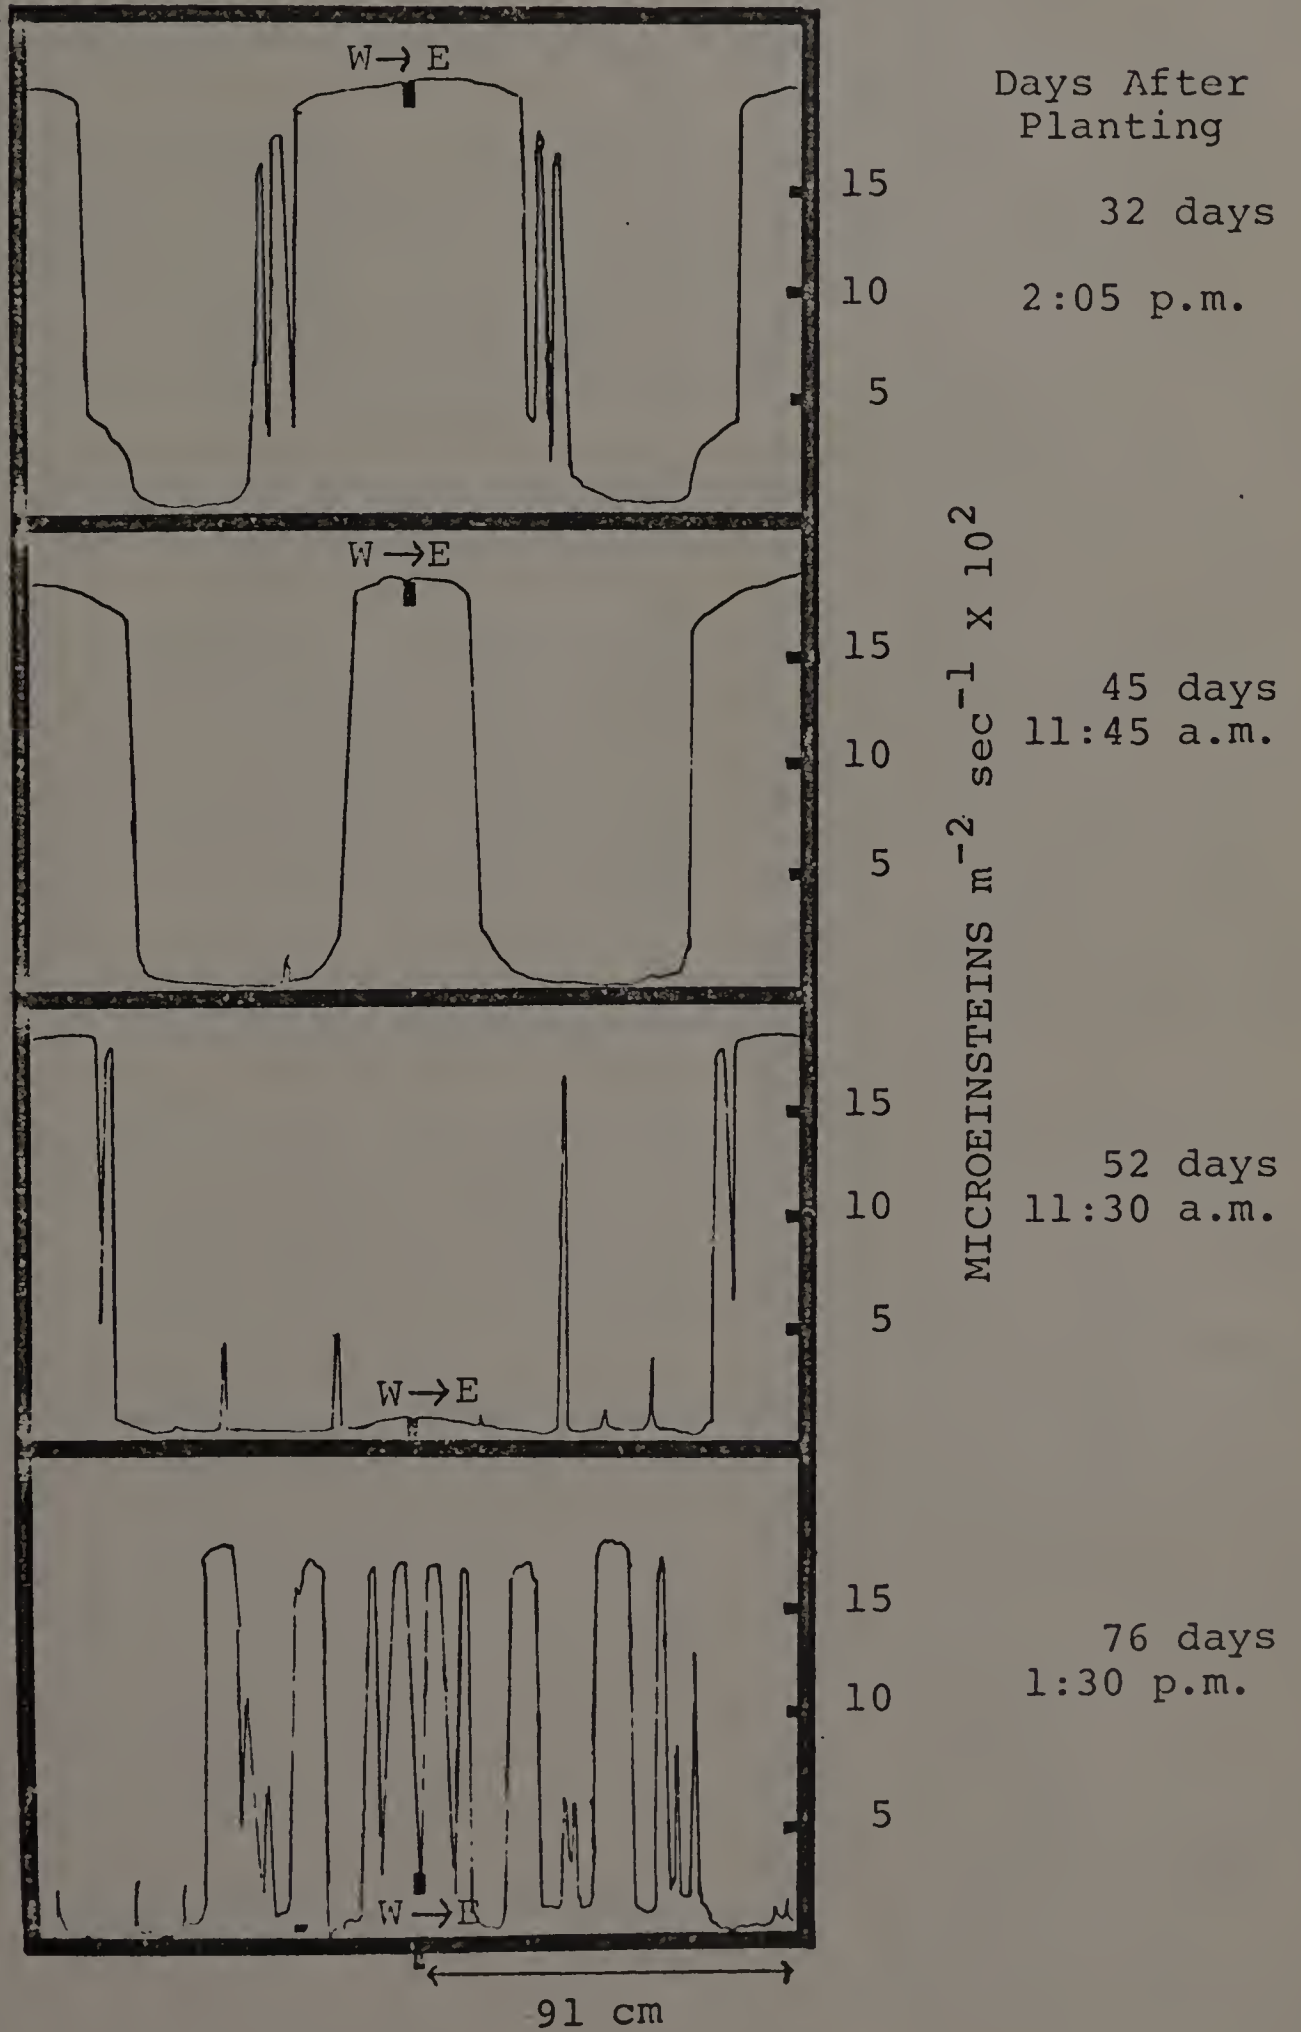 Days After
Planting
W→ E
15
10
5
32 days
2:05 p.m.
W→E
15
10
5
45 days
11:45 a.m.
MICROEINSTEINS m⁻² sec⁻¹ X 10²
W→E
15
10
5
52 days
11:30 a.m.
W→E
15
10
5
76 days
1:30 p.m.
91 cm